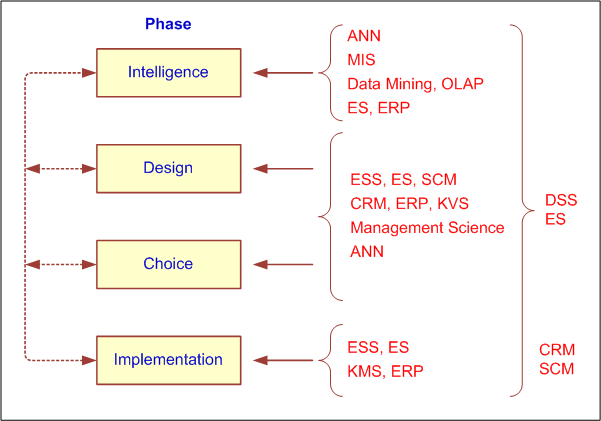 Phase
Intelligence
ANN
MIS
Data Mining, OLAP
ES, ERP
Design
Choice
ESS, ES, SCM
CRM, ERP, KVS
Management Science
ANN
Implementation
ESS, ES
KMS, ERP
DSS
ES
CRM
SCM